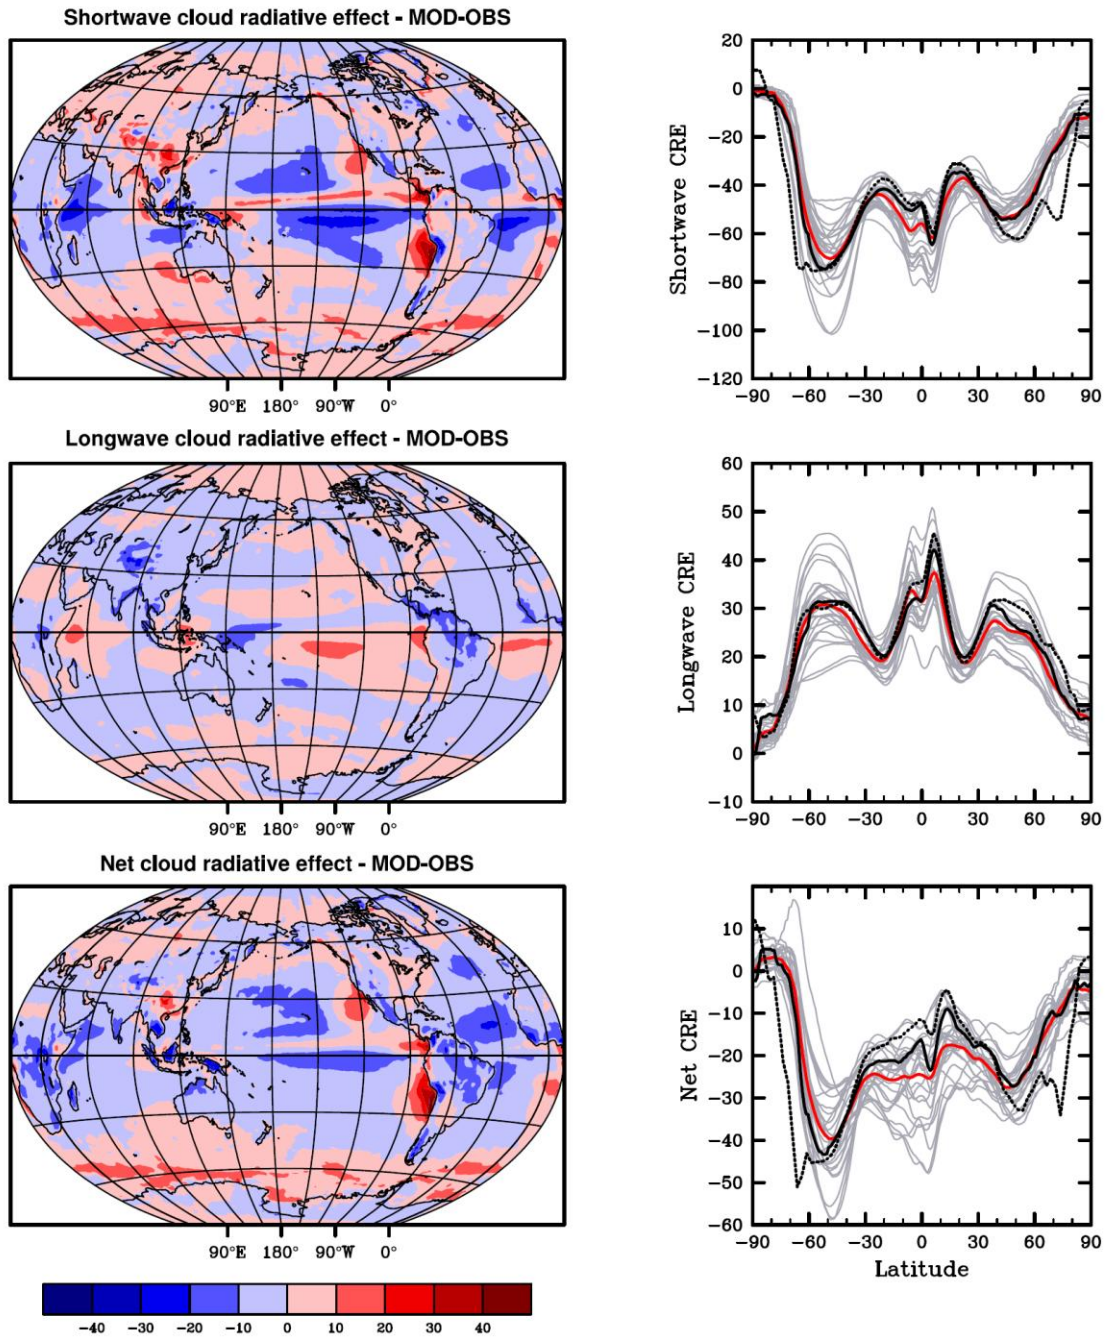 Shortwave cloud radiative effect - MOD-OBS
90°E 180° 90°W 0°
20
0
-20
-40
-60
-80
-100
-120
Shortwave CRE
-90 -60 -30 0 30 60 90
Longwave cloud radiative effect - MOD-OBS
90°E 180° 90°W 0°
60
50
40
30
20
10
0
-10
Longwave CRE
-90 -60 -30 0 30 60 90
Net cloud radiative effect - MOD-OBS
90°E 180° 90°W 0°
10
0
-10
-20
-30
-40
-50
-60
Net CRE
-90 -60 -30 0 30 60 90
Latitude
-40 -30 -20 -10 0 10 20 30 40